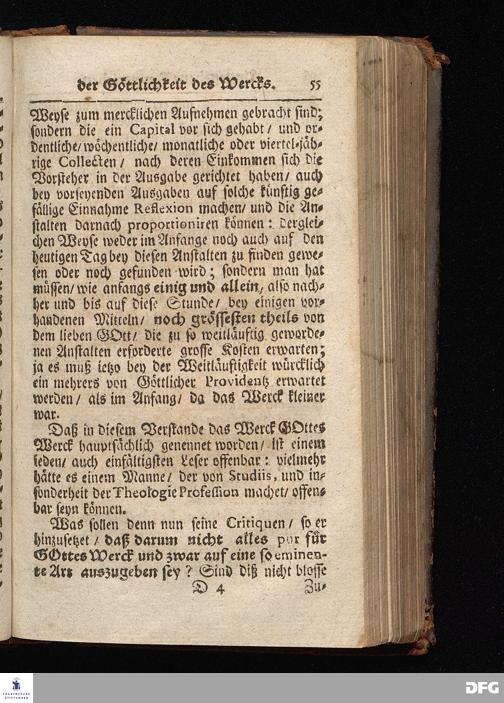 der Göttlichkeit des Wercks. 55
Weyse zum mercklichen Aufnehmen gebracht sind;
sondern die ein Capital vor sich gehabt / und or-
dentliche / wöchentliche / monatliche oder viertel-jäh-
rige Collecten / nach deren Einkommen sich die
Vorsteher in der Ausgabe gerichtet haben / auch
bey vorseyenden Ausgaben auf solche künftig ge-
fällige Einnahme Reflexion machen / und die An-
stalten darnach proportioniren können : dergleí-
chen Weyse weder im Anfange noch auch auf den
heutigen Tag bey diesen Anstalten zu finden gewe-
sen oder noch gefunden wird ; sondern man hat
müssen / wie anfangs einig und allein, also nach-
her und bis auf diese Stunde / bey einigen vor-
handenen Mitteln / noch grössesten theils von
dem lieben GOtt / die zu so weitläuftig geworde-
nen Anstalten erforderte grosse Kosten erwarten ;
ja es muß ietzo bey der Weitläuftigkeit würcklich
ein mehrers von Göttlicher Providentz erwartet
werden / als im Anfang / da das Werck kleiner
war.
Daß in diesem Verstande das Werck GOttes
Werck hauptsächlich genennet worden / ist einem
ieden / auch einfältigsten Leser offenbar : vielmehr
hätte es einem Manne / der von Studiis, und in-
sonderheit der Theologie Profession machet / offen-
bar seyn können.
Was sollen denn nun seine Critiquen / so er
hinzusetzet / daß darum nicht alles pur für
GOttes Werck und zwar auf eine so eminen-
te Art auszugeben sey ? Sind diß nicht blosse
D 4 Zu-
FRANCKESCHE
STIFTUNGEN
DFG